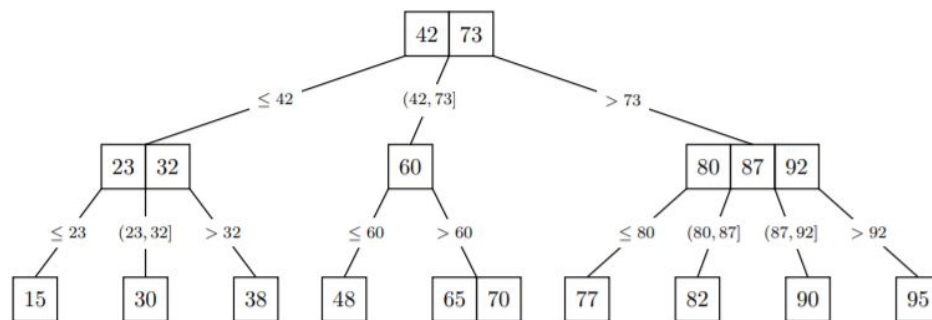 42 73
≤ 42 (42, 73] > 73
23 32 60 80 87 92
≤ 23 (23, 32] > 32 ≤ 60 > 60 ≤ 80 (80, 87] (87, 92] > 92
15 30 38 48 65 70 77 82 90 95